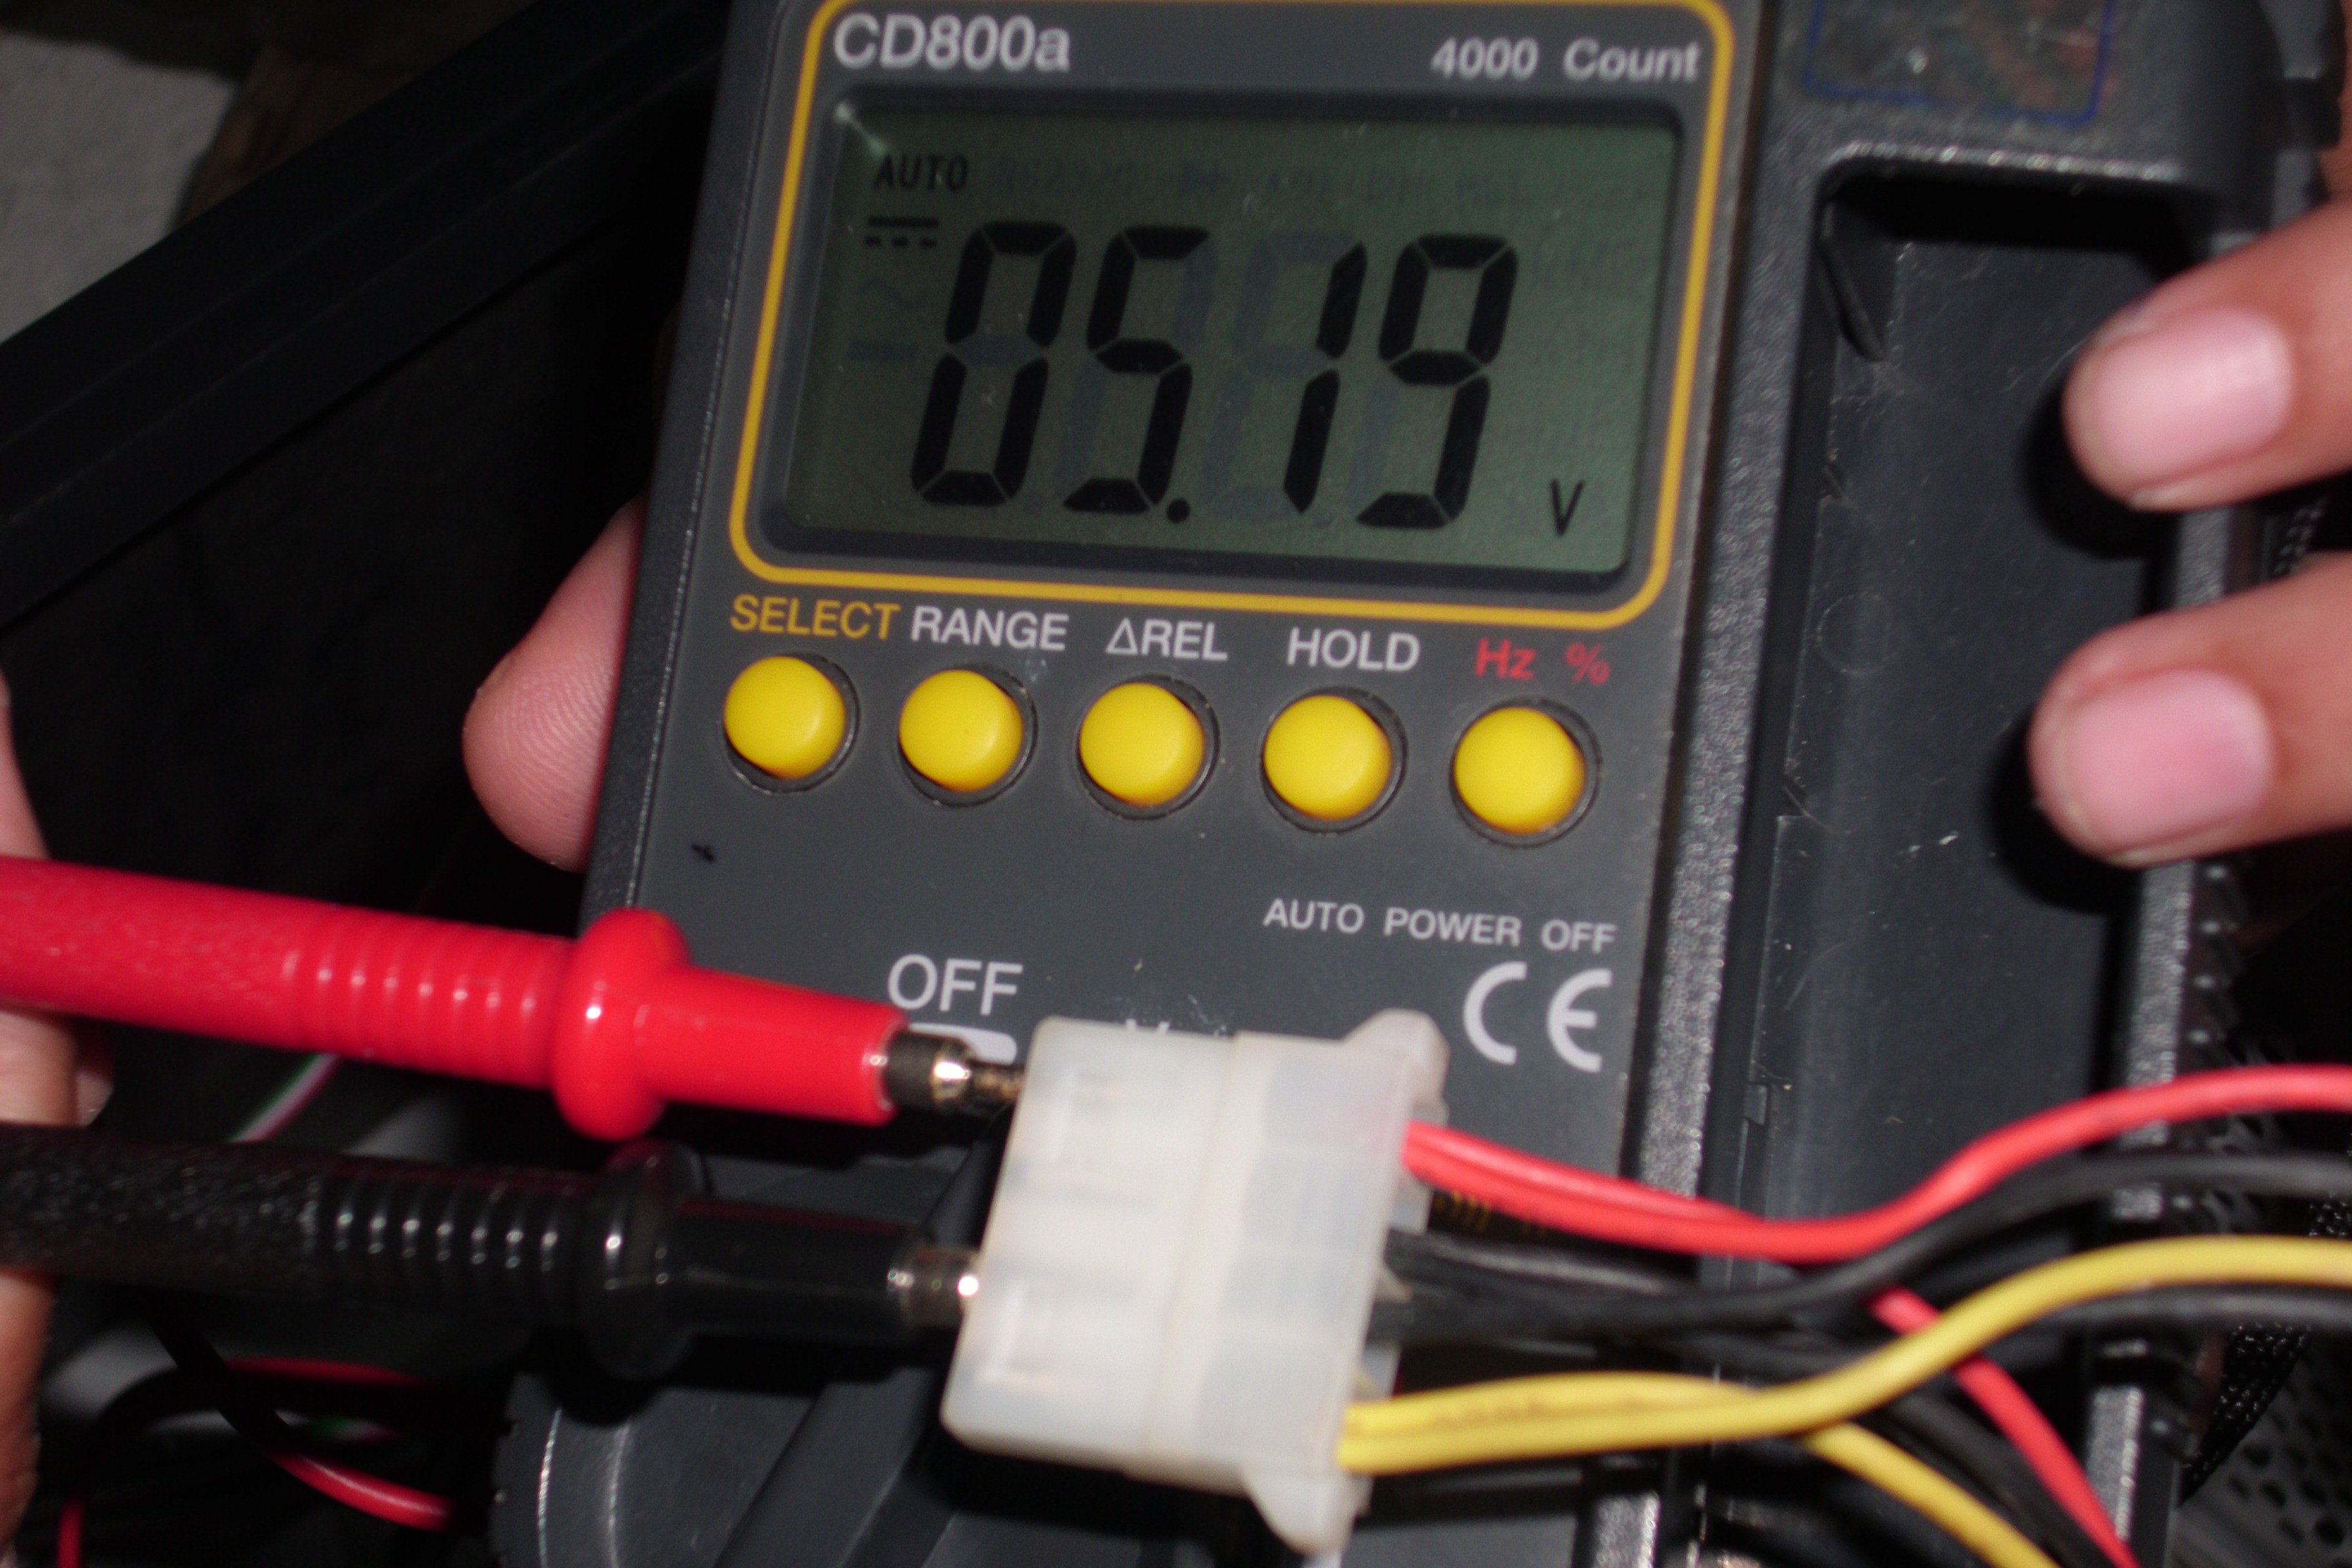 CD800a 4000 Count
AUTO
05.19 V
SELECT RANGE ΔREL HOLD Hz %
AUTO POWER OFF
OFF
CE